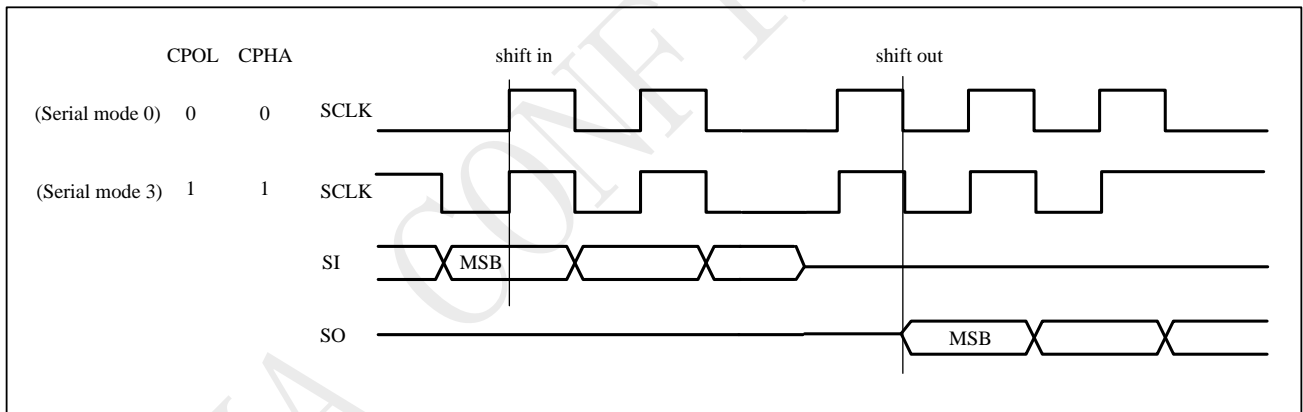 CPOL CPHA shift in shift out
(Serial mode 0) 0 0 SCLK
(Serial mode 3) 1 1 SCLK
SI MSB
SO MSB